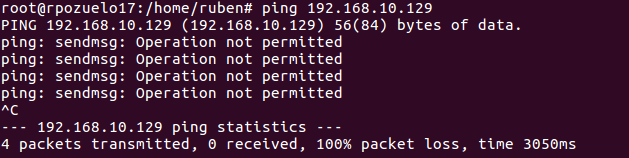 root@rpozuelo17:/home/ruben# ping 192.168.10.129
PING 192.168.10.129 (192.168.10.129) 56(84) bytes of data.
ping: sendmsg: Operation not permitted
ping: sendmsg: Operation not permitted
ping: sendmsg: Operation not permitted
ping: sendmsg: Operation not permitted
^C
--- 192.168.10.129 ping statistics ---
4 packets transmitted, 0 received, 100% packet loss, time 3050ms